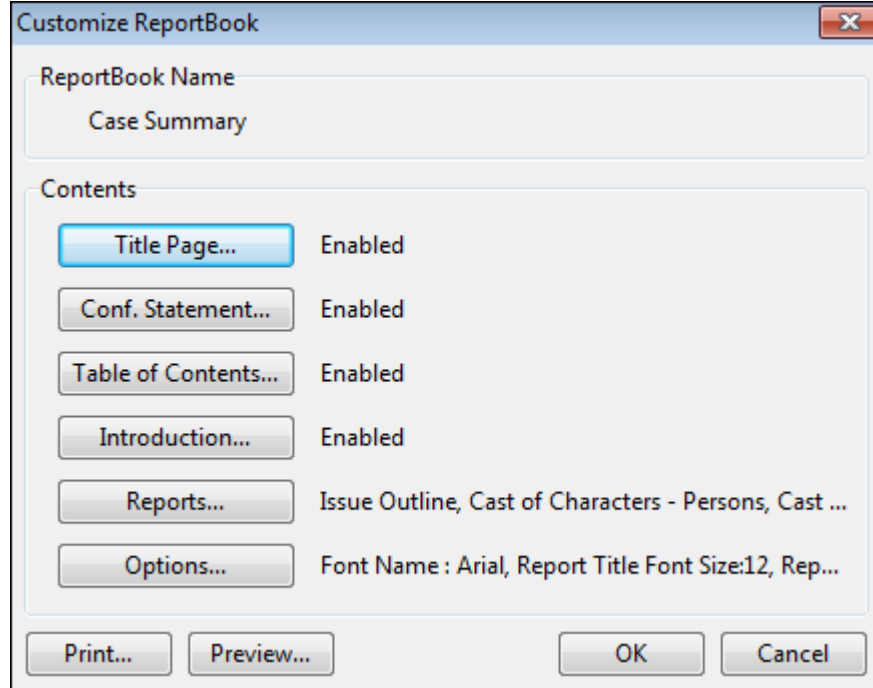 Customize ReportBook
ReportBook Name
Case Summary
Contents
Title Page... Enabled
Conf. Statement... Enabled
Table of Contents... Enabled
Introduction... Enabled
Reports... Issue Outline, Cast of Characters - Persons, Cast ...
Options... Font Name : Arial, Report Title Font Size:12, Rep...
Print... Preview... OK Cancel